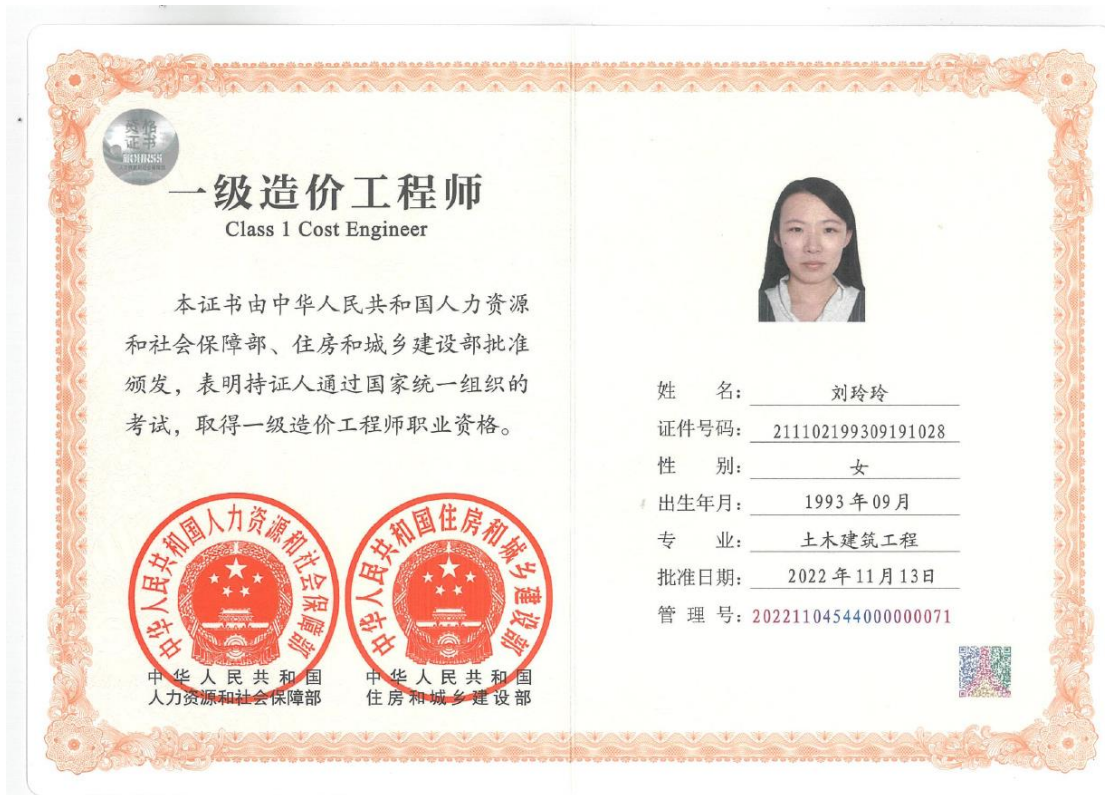 资格
证书
MOHRSS
一级造价工程师
Class 1 Cost Engineer
本证书由中华人民共和国人力资源
和社会保障部、住房和城乡建设部批准
颁发，表明持证人通过国家统一组织的
考试，取得一级造价工程师职业资格。
中华人民共和国人力资源和社会保障部
中华人民共和国住房和城乡建设部
中华人民共和国
人力资源和社会保障部
中华人民共和国
住房和城乡建设部
姓 名：刘玲玲
证件号码：211102199309191028
性 别：女
出生年月：1993年09月
专 业：土木建筑工程
批准日期：2022年11月13日
管 理 号：20221104544000000071